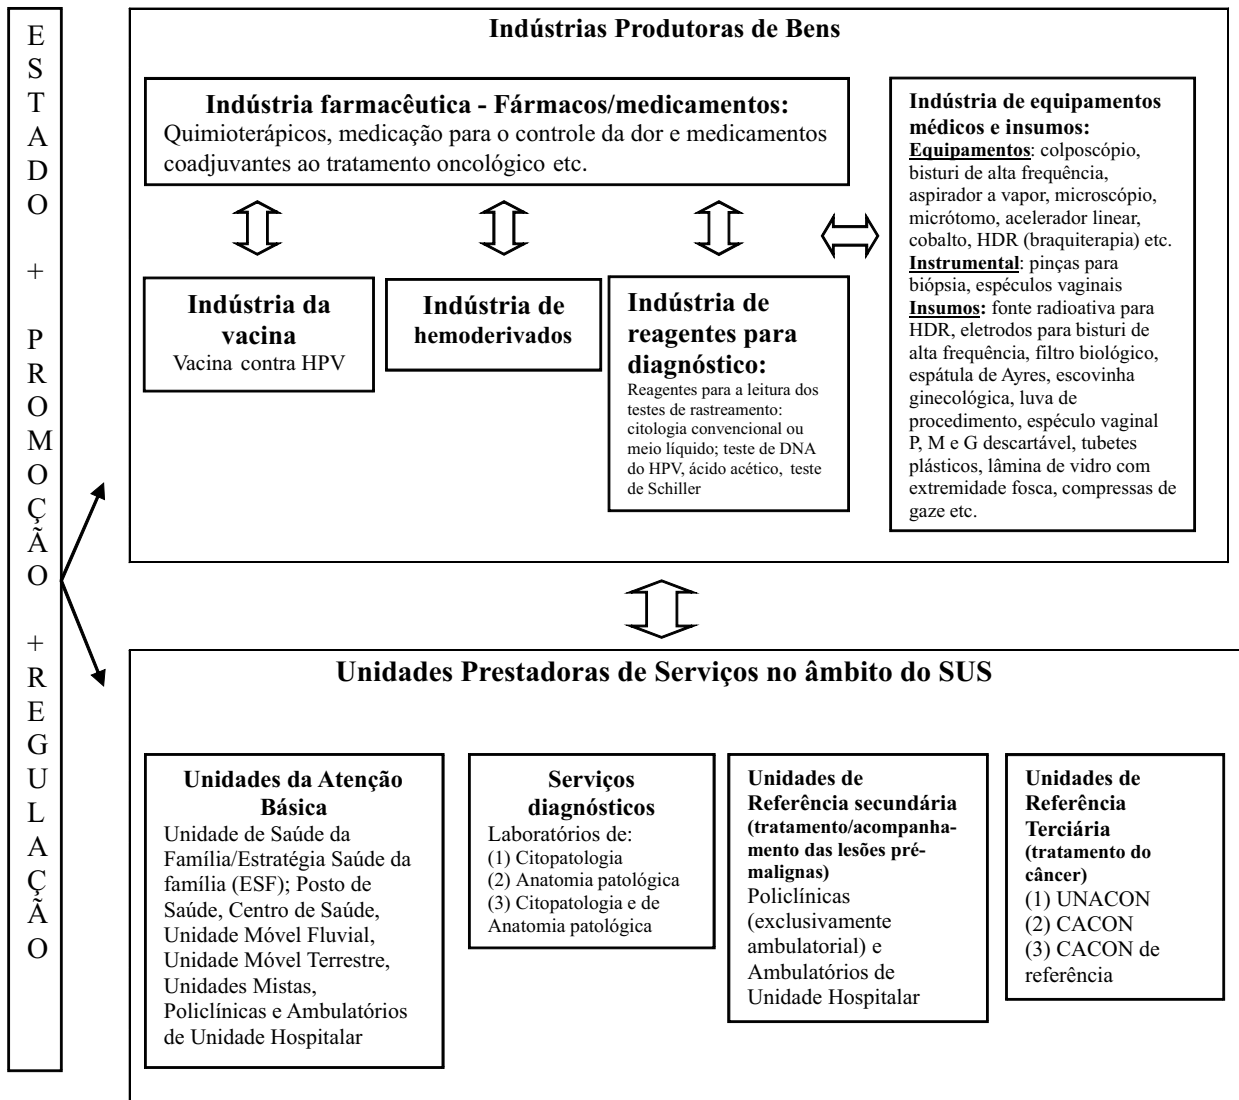 E
S
T
A
D
O
+
P
R
O
M
O
Ç
Ã
O
+
R
E
G
U
L
A
Ç
Ã
O
Indústrias Produtoras de Bens
Indústria farmacêutica - Fármacos/medicamentos:
Quimioterápicos, medicação para o controle da dor e medicamentos
coadjuvantes ao tratamento oncológico etc.
Indústria da
vacina
Vacina contra HPV
Indústria de
hemoderivados
Indústria de
reagentes para
diagnóstico:
Reagentes para a leitura dos
testes de rastreamento:
citologia convencional ou
meio líquido; teste de DNA
do HPV, ácido acético, teste
de Schiller
Indústria de equipamentos
médicos e insumos:
Equipamentos: colposcópio,
bisturi de alta frequência,
aspirador a vapor, microscópio,
micrótomo, acelerador linear,
cobalto, HDR (braquiterapia) etc.
Instrumental: pinças para
biópsia, espéculos vaginais
Insumos: fonte radioativa para
HDR, eletrodos para bisturi de
alta frequência, filtro biológico,
espátula de Ayres, escovinha
ginecológica, luva de
procedimento, espéculo vaginal
P, M e G descartável, tubetes
plásticos, lâmina de vidro com
extremidade fosca, compressas de
gaze etc.
Unidades Prestadoras de Serviços no âmbito do SUS
Unidades da Atenção
Básica
Unidade de Saúde da
Família/Estratégia Saúde da
família (ESF); Posto de
Saúde, Centro de Saúde,
Unidade Móvel Fluvial,
Unidade Móvel Terrestre,
Unidades Mistas,
Policlínicas e Ambulatórios
de Unidade Hospitalar
Serviços
diagnósticos
Laboratórios de:
(1) Citopatologia
(2) Anatomia patológica
(3) Citopatologia e de
Anatomia patológica
Unidades de
Referência secundária
(tratamento/acompanha-
mento das lesões pré-
malignas)
Policlínicas
(exclusivamente
ambulatorial) e
Ambulatórios de
Unidade Hospitalar
Unidades de
Referência
Terciária
(tratamento do
câncer)
(1) UNACON
(2) CACON
(3) CACON de
referência